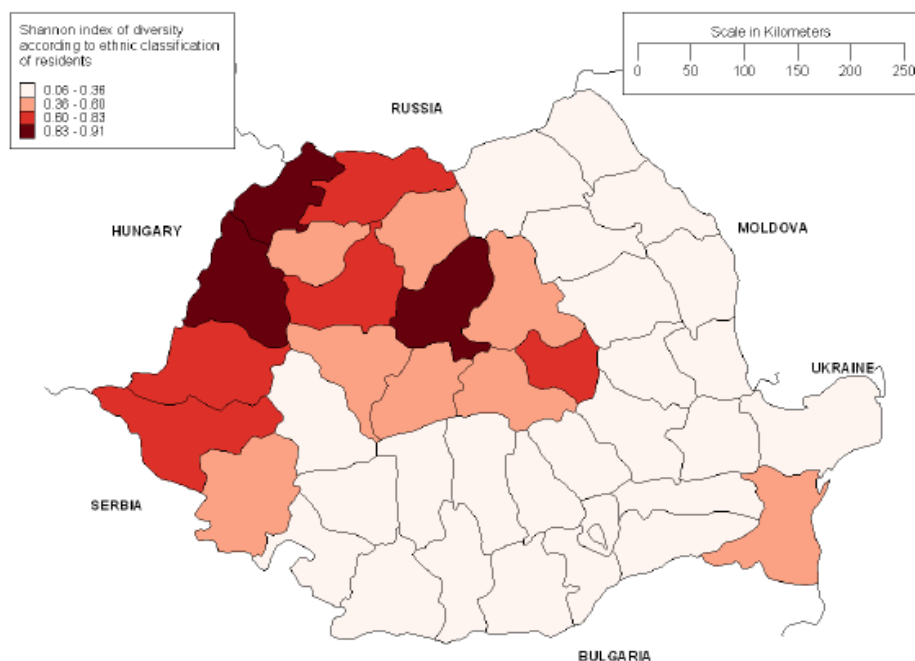 Shannon index of diversity
according to ethnic classification
of residents
0.06 - 0.36
0.36 - 0.60
0.60 - 0.83
0.83 - 0.91
Scale in Kilometers
0 50 100 150 200 250
RUSSIA
HUNGARY
MOLDOVA
UKRAINE
SERBIA
BULGARIA